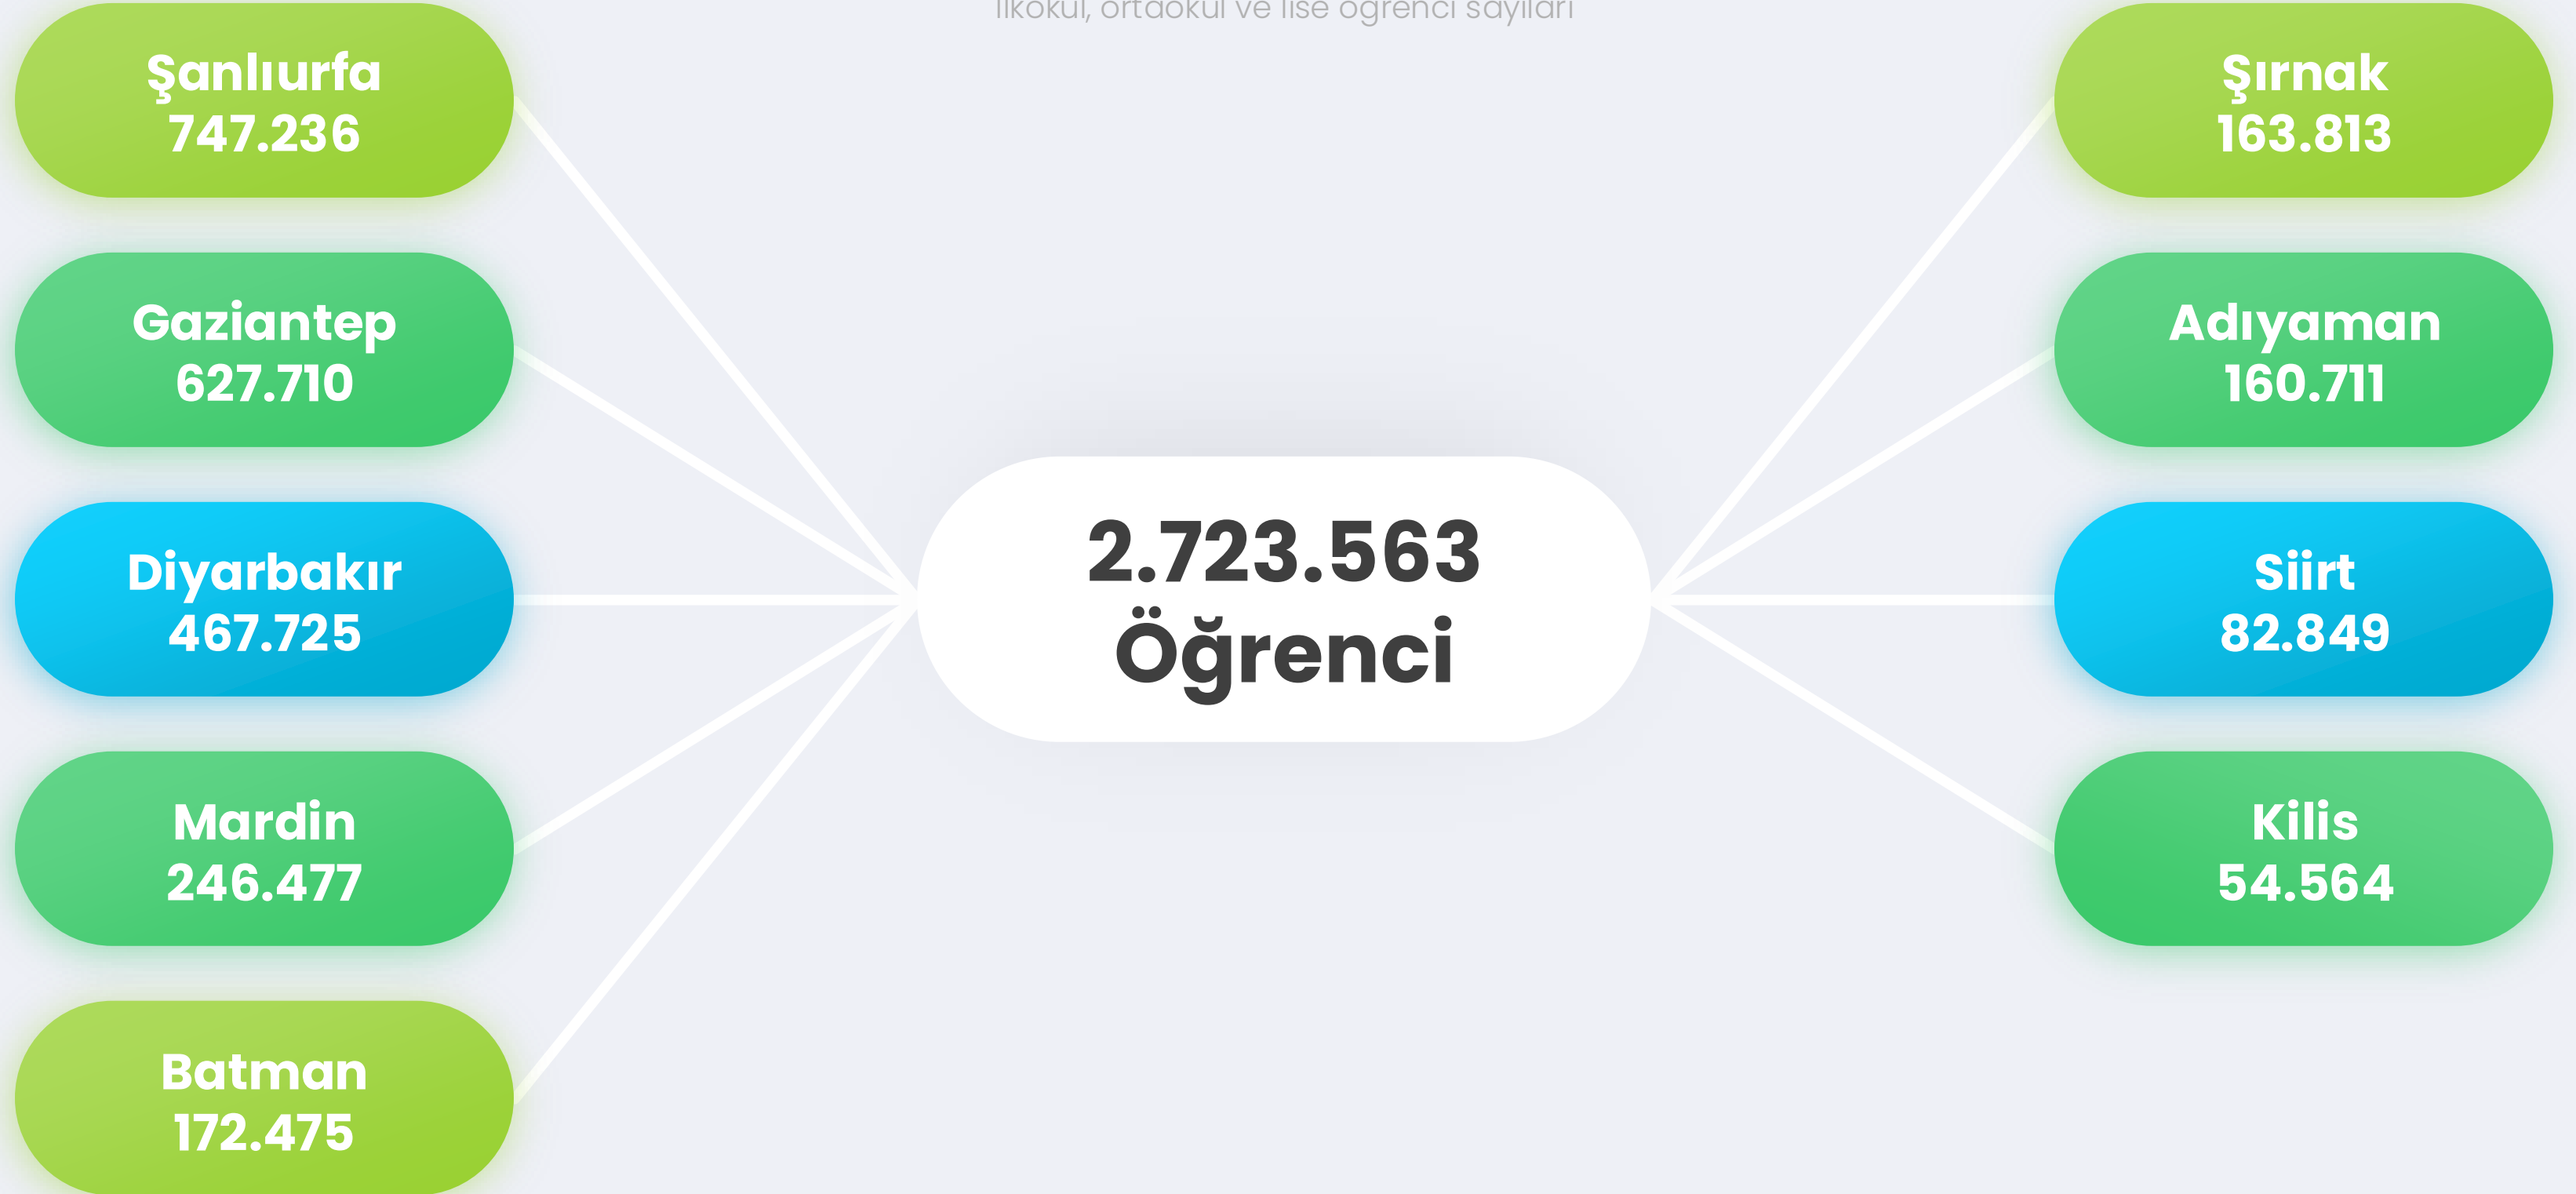 İlkokul, ortaokul ve lise öğrenci sayıları
Şanlıurfa
747.236
Gaziantep
627.710
Diyarbakır
467.725
Mardin
246.477
Batman
172.475
2.723.563
Öğrenci
Şırnak
163.813
Adıyaman
160.711
Siirt
82.849
Kilis
54.564